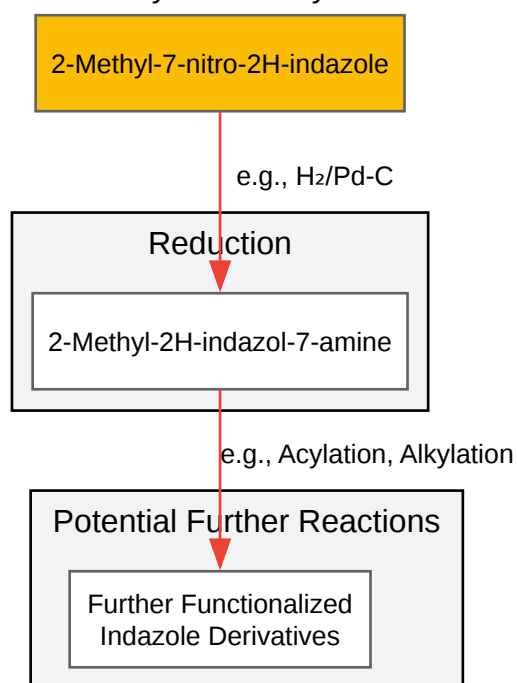 2-Methyl-7-nitro-2H-indazole
e.g., H₂/Pd-C
Reduction
2-Methyl-2H-indazol-7-amine
e.g., Acylation, Alkylation
Potential Further Reactions
Further Functionalized
Indazole Derivatives